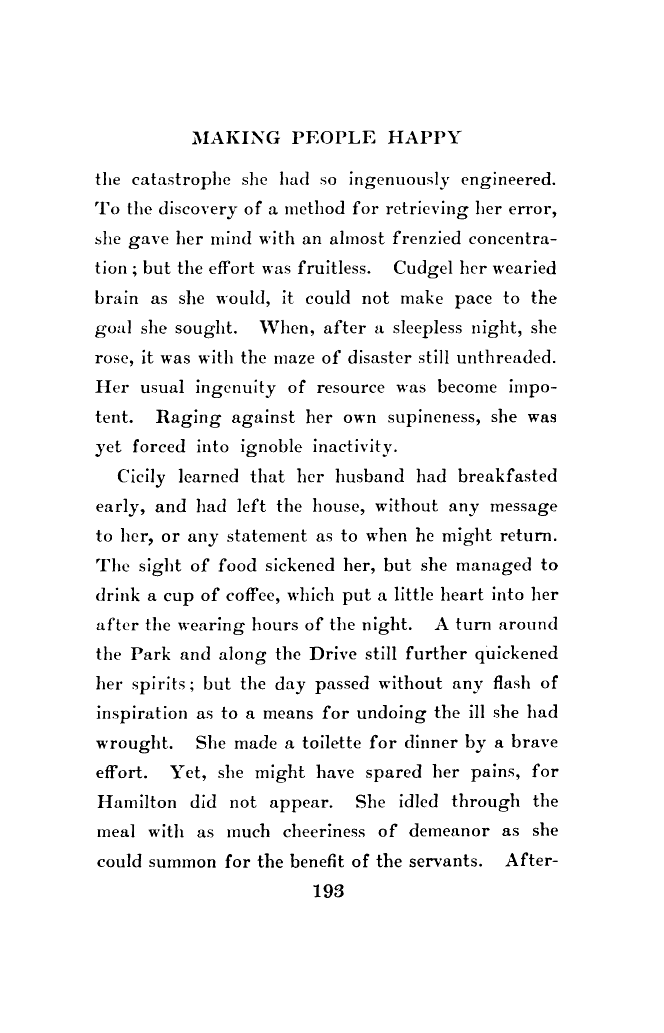 MAKING PEOPLE HAPPY
the catastrophe she had so ingenuously engineered.
To the discovery of a method for retrieving her error,
she gave her mind with an almost frenzied concentra-
tion ; but the effort was fruitless. Cudgel her wearied
brain as she would, it could not make pace to the
goal she sought. When, after a sleepless night, she
rose, it was with the maze of disaster still unthreaded.
Her usual ingenuity of resource was become impo-
tent. Raging against her own supineness, she was
yet forced into ignoble inactivity.
Cicily learned that her husband had breakfasted
early, and had left the house, without any message
to her, or any statement as to when he might return.
The sight of food sickened her, but she managed to
drink a cup of coffee, which put a little heart into her
after the wearing hours of the night. A turn around
the Park and along the Drive still further quickened
her spirits ; but the day passed without any flash of
inspiration as to a means for undoing the ill she had
wrought. She made a toilette for dinner by a brave
effort. Yet, she might have spared her pains, for
Hamilton did not appear. She idled through the
meal with as much cheeriness of demeanor as she
could summon for the benefit of the servants. After-
193